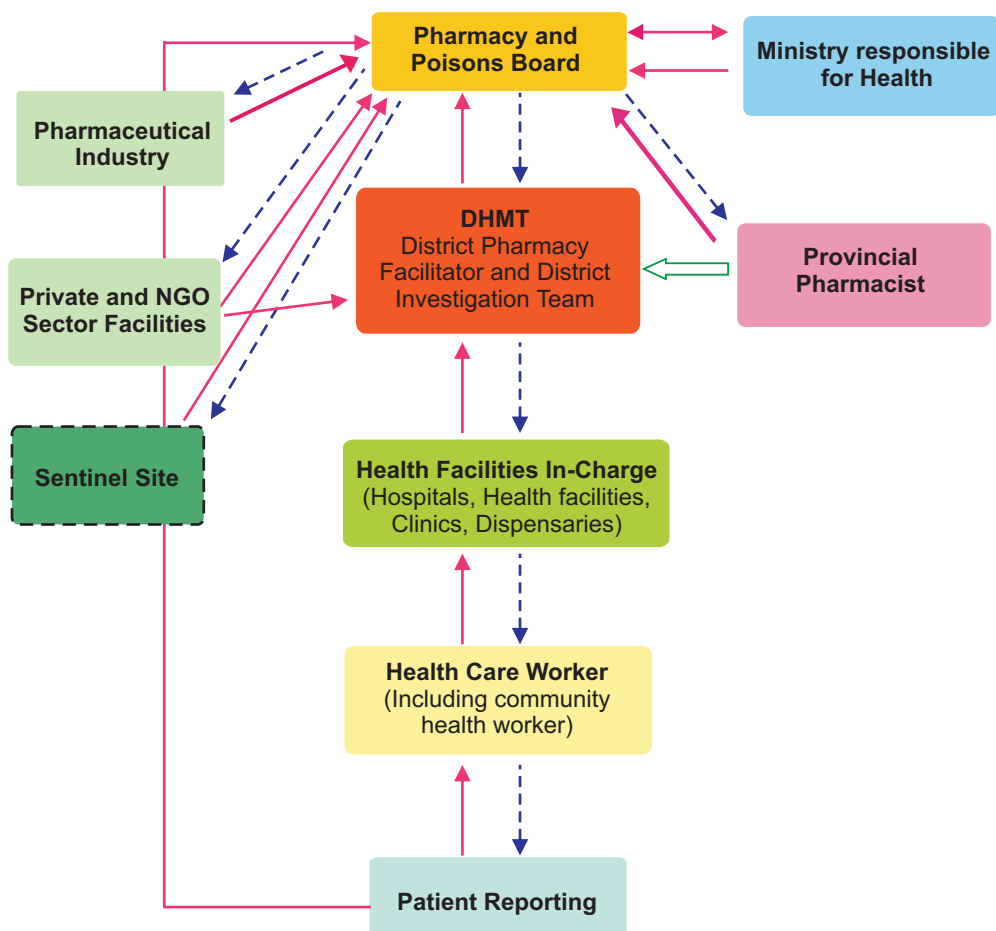 Pharmacy and
Poisons Board
Ministry responsible
for Health
Pharmaceutical
Industry
DHMT
District Pharmacy
Facilitator and District
Investigation Team
Provincial
Pharmacist
Private and NGO
Sector Facilities
Sentinel Site
Health Facilities In-Charge
(Hospitals, Health facilities,
Clinics, Dispensaries)
Health Care Worker
(Including community
health worker)
Patient Reporting